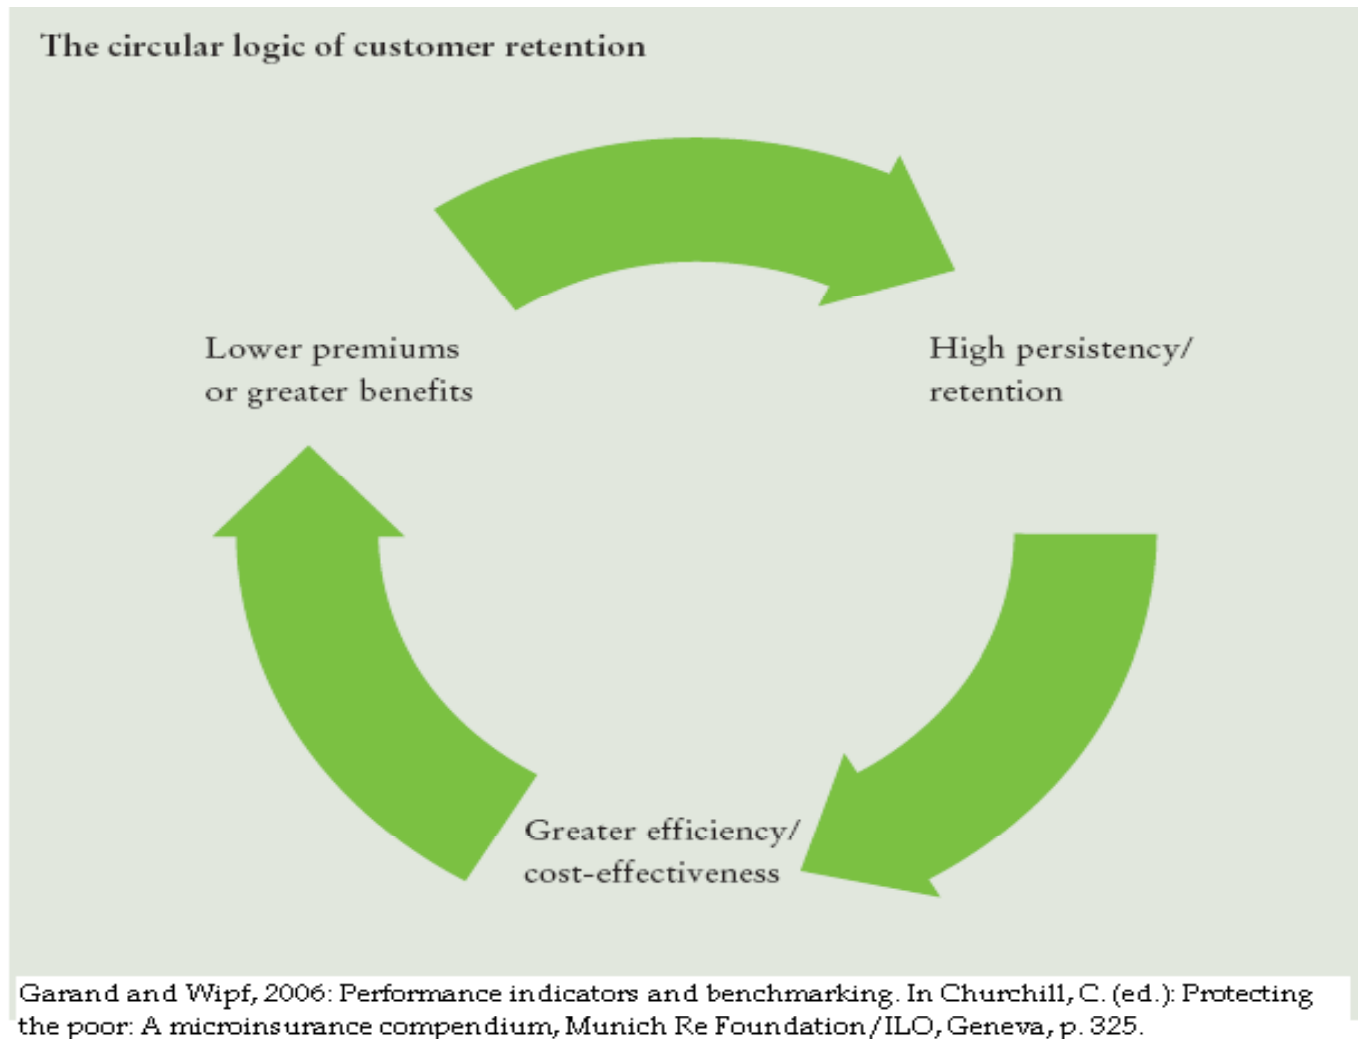 The circular logic of customer retention
Lower premiums
or greater benefits
High persistency/
retention
Greater efficiency/
cost-effectiveness
Garand and Wipf, 2006: Performance indicators and benchmarking. In Churchill, C. (ed.): Protecting
the poor: A microinsurance compendium, Munich Re Foundation/ILO, Geneva, p. 325.